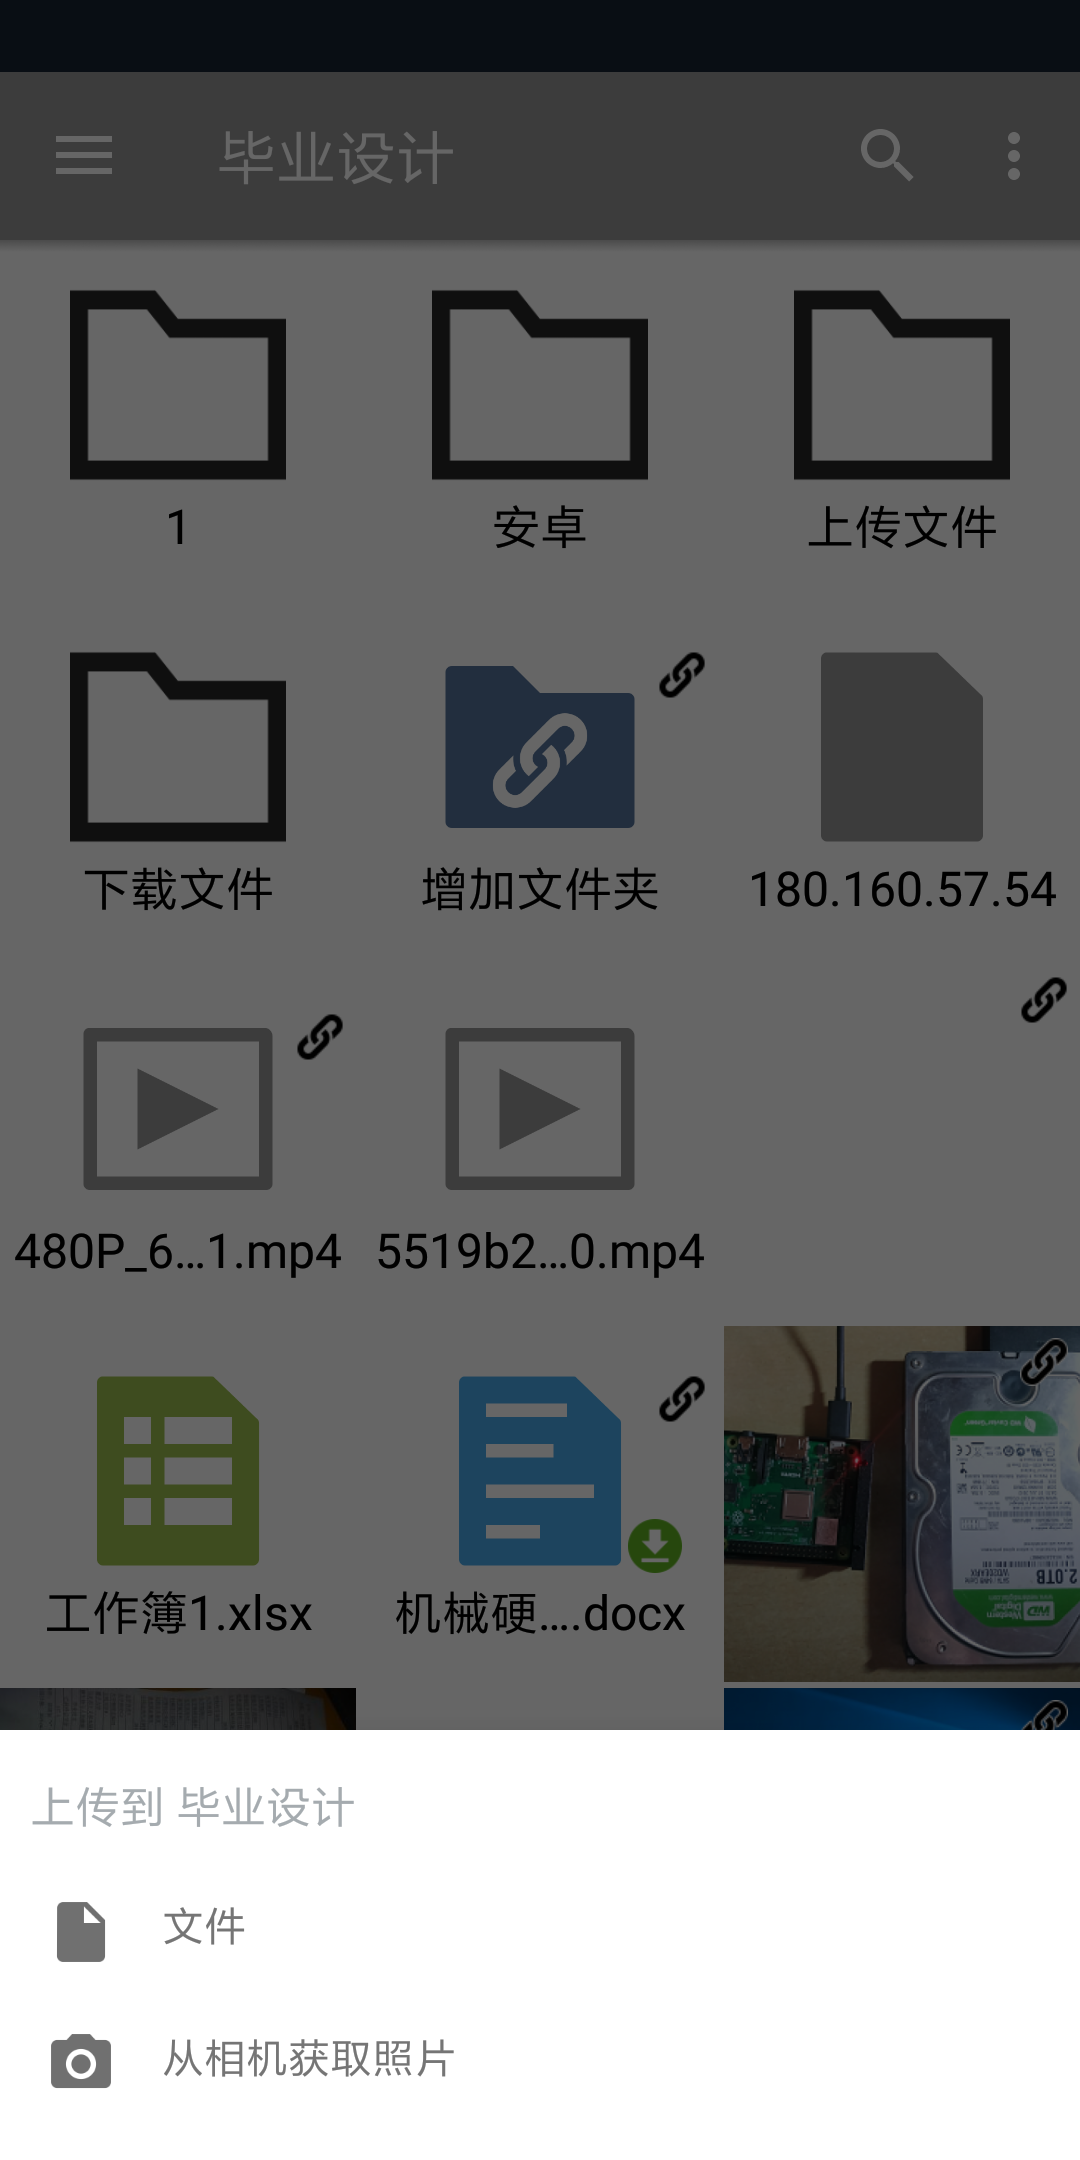 毕业设计
1
安卓
上传文件
下载文件
增加文件夹
180.160.57.54
480P_6...1.mp4
5519b2...0.mp4
工作簿1.xlsx
机械硬....docx
2.0TB
上传到 毕业设计
文件
从相机获取照片